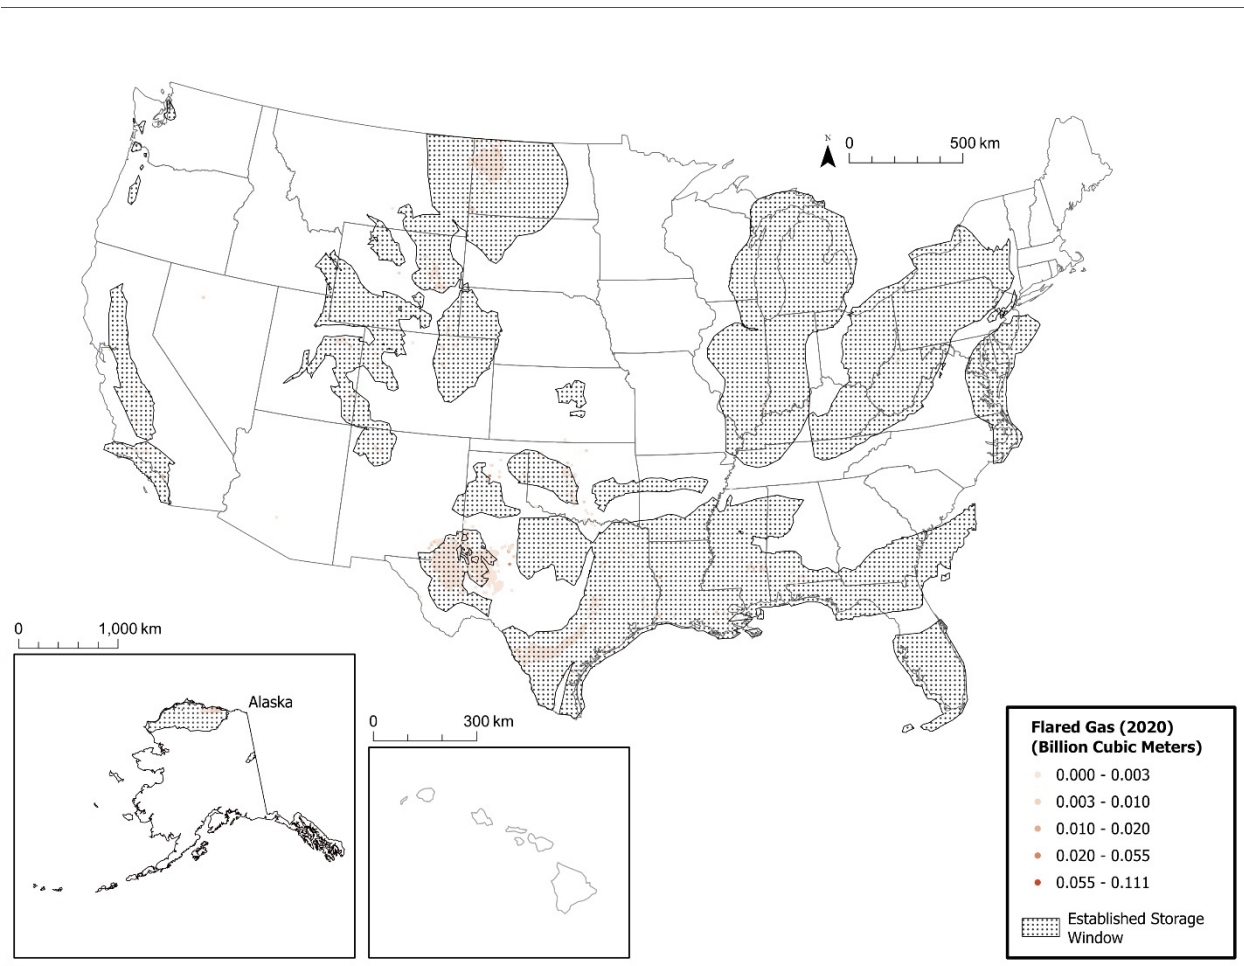 N
0
500 km
0
1,000 km
Alaska
0
300 km
Flared Gas (2020)
(Billion Cubic Meters)
0.000 - 0.003
0.003 - 0.010
0.010 - 0.020
0.020 - 0.055
0.055 - 0.111
Established Storage
Window